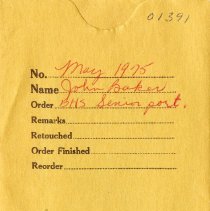 01391
No. May 1975
Name John Baker
Order BHS Senior port.
Remarks
Retouched
Order Finished
Reorder